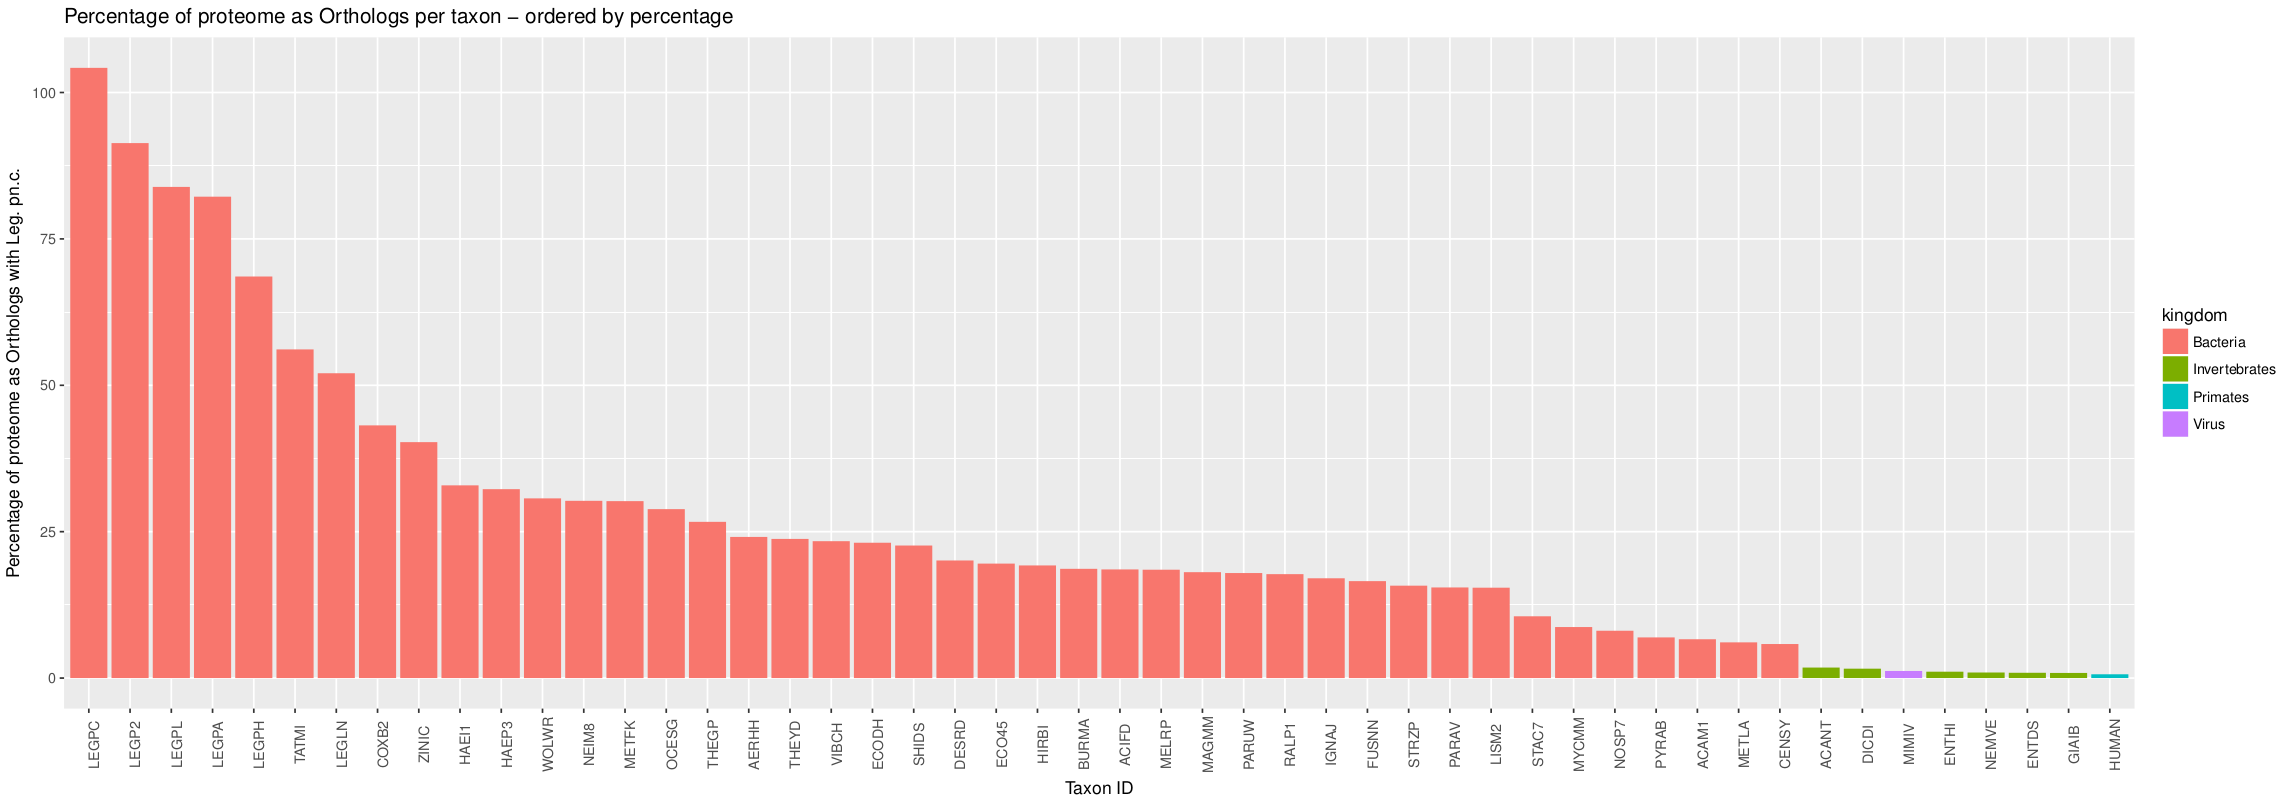 Percentage of proteome as Orthologs per taxon – ordered by percentage
Percentage of proteome as Orthologs with Leg. pn.c.
100
75
50
25
0
LEGPC
LEGP2
LEGPL
LEGPA
LEGPH
TATMI
LEGLN
COXB2
ZINIC
HAEI1
HAEP3
WOLWR
NEIM8
METFK
OCESG
THEGP
AERHH
THEYD
VIBCH
ECODH
SHIDS
DESRD
ECO45
HIRBI
BURMA
ACIFD
MELRP
MAGMM
PARUW
RALP1
IGNAJ
FUSNN
STRZP
PARAV
LISM2
STAC7
MYCMM
NOSP7
PYRAB
ACAM1
METLA
CENSY
ACANT
DICDI
MIMIV
ENTHI
NEMVE
ENTDS
GIAIB
HUMAN
Taxon ID
kingdom
Bacteria
Invertebrates
Primates
Virus